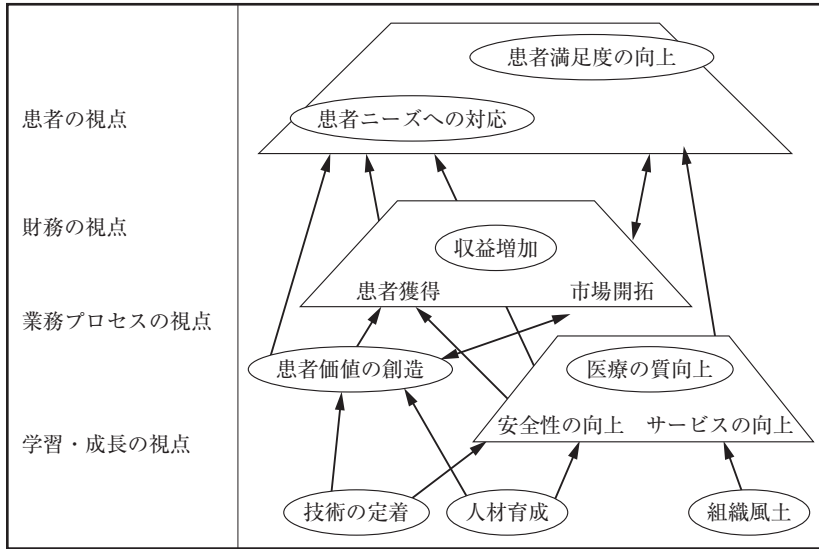 患者満足度の向上
患者の視点
患者ニーズへの対応
財務の視点
収益増加
患者獲得
市場開拓
業務プロセスの視点
患者価値の創造
医療の質向上
安全性の向上
サービスの向上
学習・成長の視点
技術の定着
人材育成
組織風土